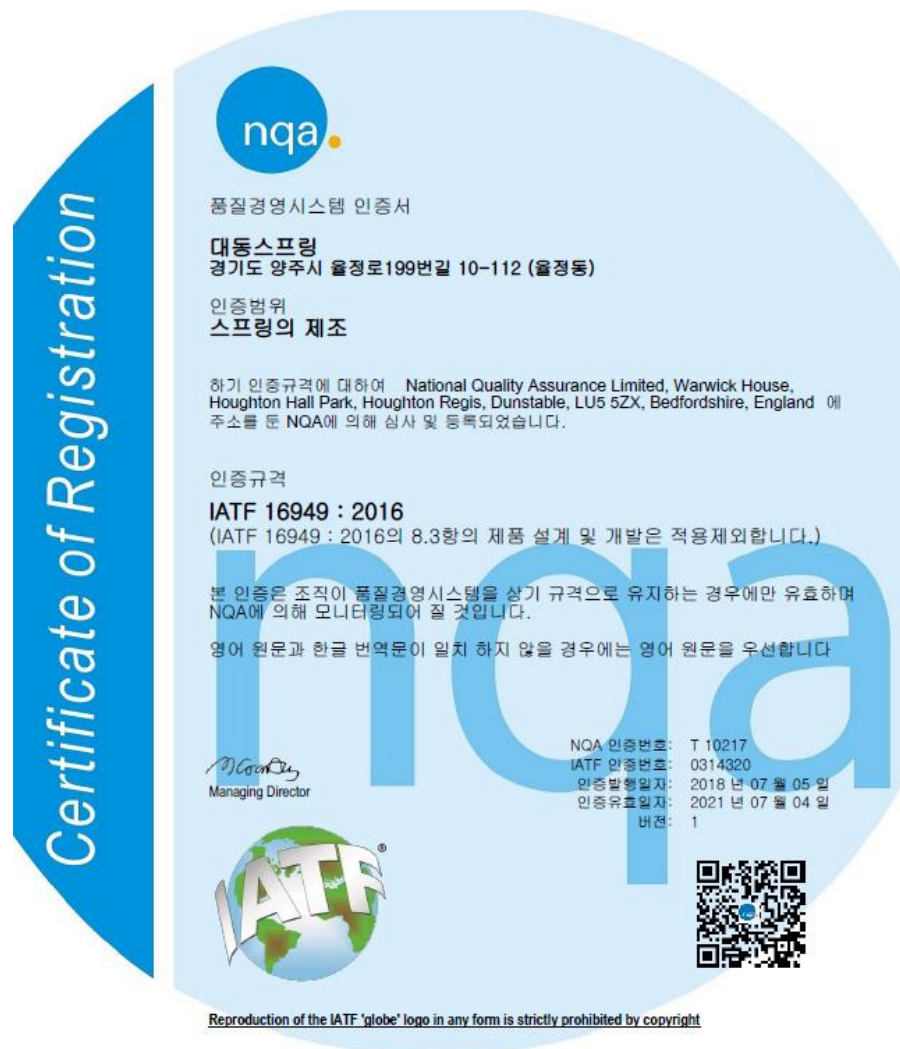 Certificate of Registration
nqa.
품질경영시스템 인증서
대동스프링
경기도 양주시 율정로199번길 10-112 (율정동)
인증범위
스프링의 제조
하기 인증규격에 대하여 National Quality Assurance Limited, Warwick House,
Houghton Hall Park, Houghton Regis, Dunstable, LU5 5ZX, Bedfordshire, England 에
주소를 둔 NQA에 의해 심사 및 등록되었습니다.
인증규격
IATF 16949 : 2016
(IATF 16949 : 2016의 8.3항의 제품 설계 및 개발은 적용제외합니다.)
본 인증은 조직이 품질경영시스템을 상기 규격으로 유지하는 경우에만 유효하며
NQA에 의해 모니터링되어 질 것입니다.
영어 원문과 한글 번역문이 일치 하지 않을 경우에는 영어 원문을 우선합니다
nqa
NQA 인증번호: T 10217
IATF 인증번호: 0314320
인증발행일자: 2018 년 07 월 05 일
인증유효일자: 2021 년 07 월 04 일
버전: 1
Managing Director
IATF®
nqa
Reproduction of the IATF 'globe' logo in any form is strictly prohibited by copyright